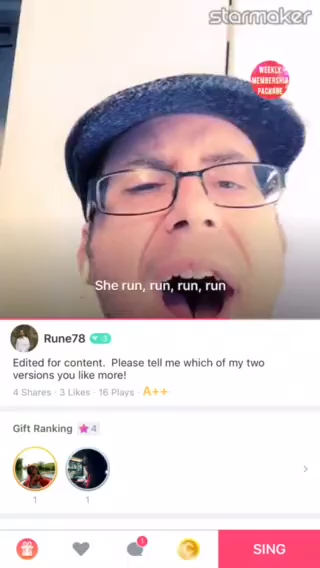 starmaker
WEEKLY
MEMBERSHIP
PACKAGE
She run, run, run, run
Rune78 3
Edited for content.  Please tell me which of my two
versions you like more!
4 Shares · 3 Likes · 16 Plays · A++
Gift Ranking 4
1 1
1
SING